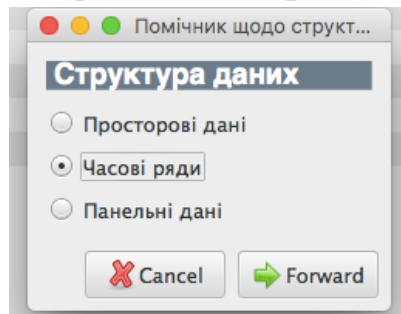 Помічник щодо структ...
Структура даних
Просторові дані
Часові ряди
Панельні дані
Cancel
Forward